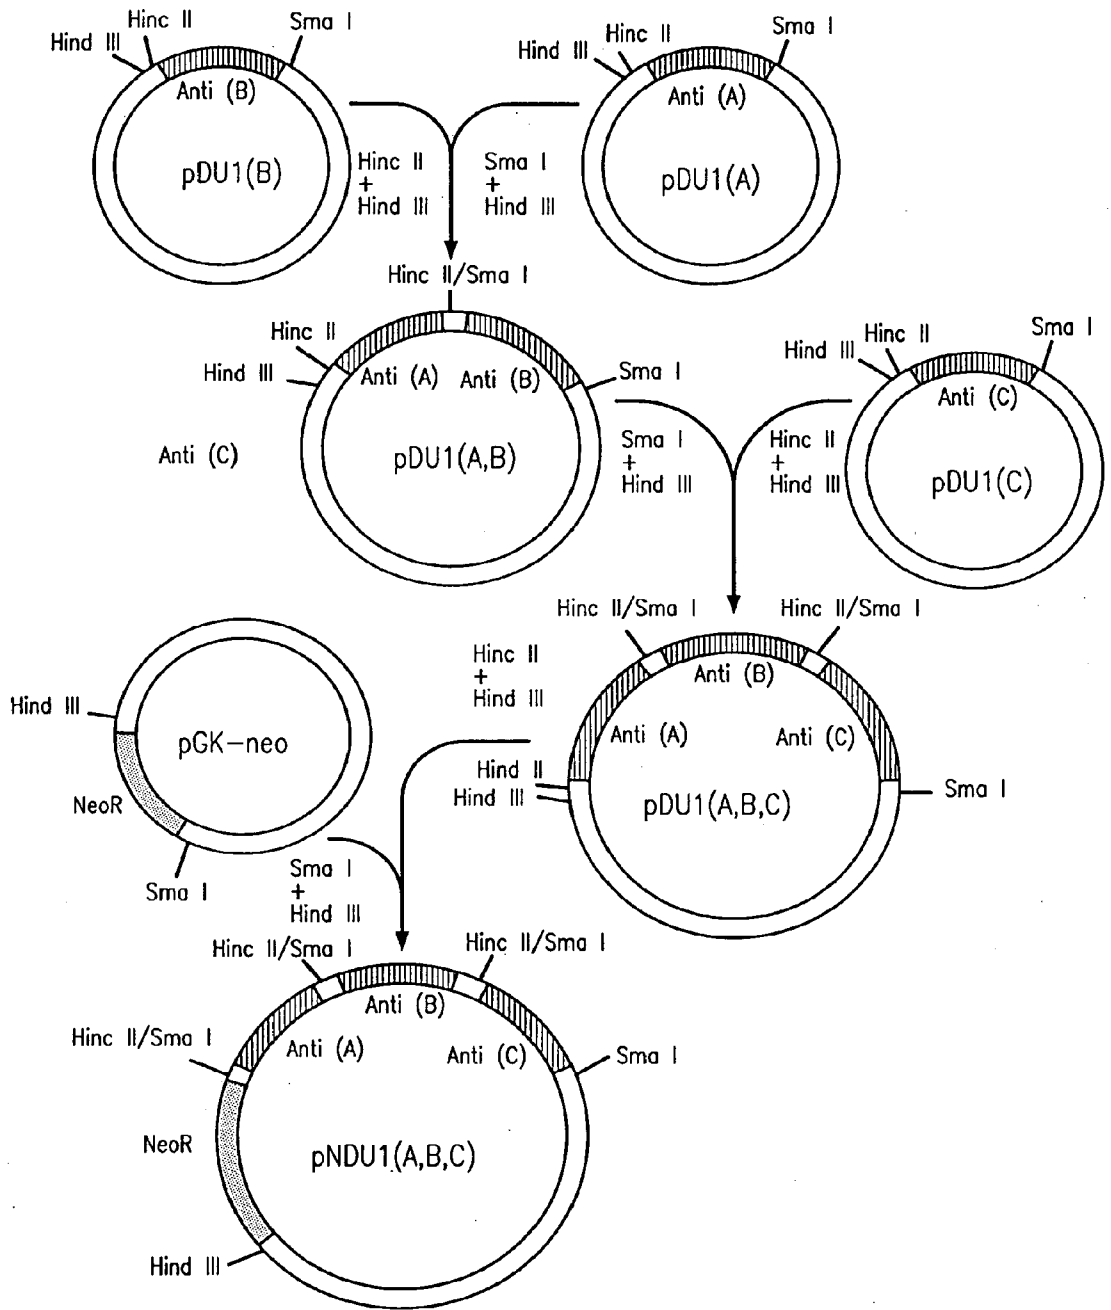 Hind III
Hinc II
Sma I
Anti (B)
pDU1(B)
Hind III
Hinc II
Sma I
Anti (A)
pDU1(A)
Hinc II
+
Hind III
Sma I
+
Hind III
Hinc II/Sma I
Hinc II
Hind III
Anti (A)
Anti (B)
Sma I
pDU1(A,B)
Anti (C)
Hind III
Hinc II
Sma I
Anti (C)
pDU1(C)
Sma I
+
Hind III
Hinc II
+
Hind III
Hinc II/Sma I
Hinc II/Sma I
Anti (B)
Anti (A)
Anti (C)
Hind II
Hind III
Sma I
pDU1(A,B,C)
Hinc II
+
Hind III
Hind III
pGK-neo
NeoR
Sma I
Sma I
+
Hind III
Hinc II/Sma I
Hinc II/Sma I
Hinc II/Sma I
Anti (B)
Anti (A)
Anti (C)
Sma I
NeoR
pNDU1(A,B,C)
Hind III